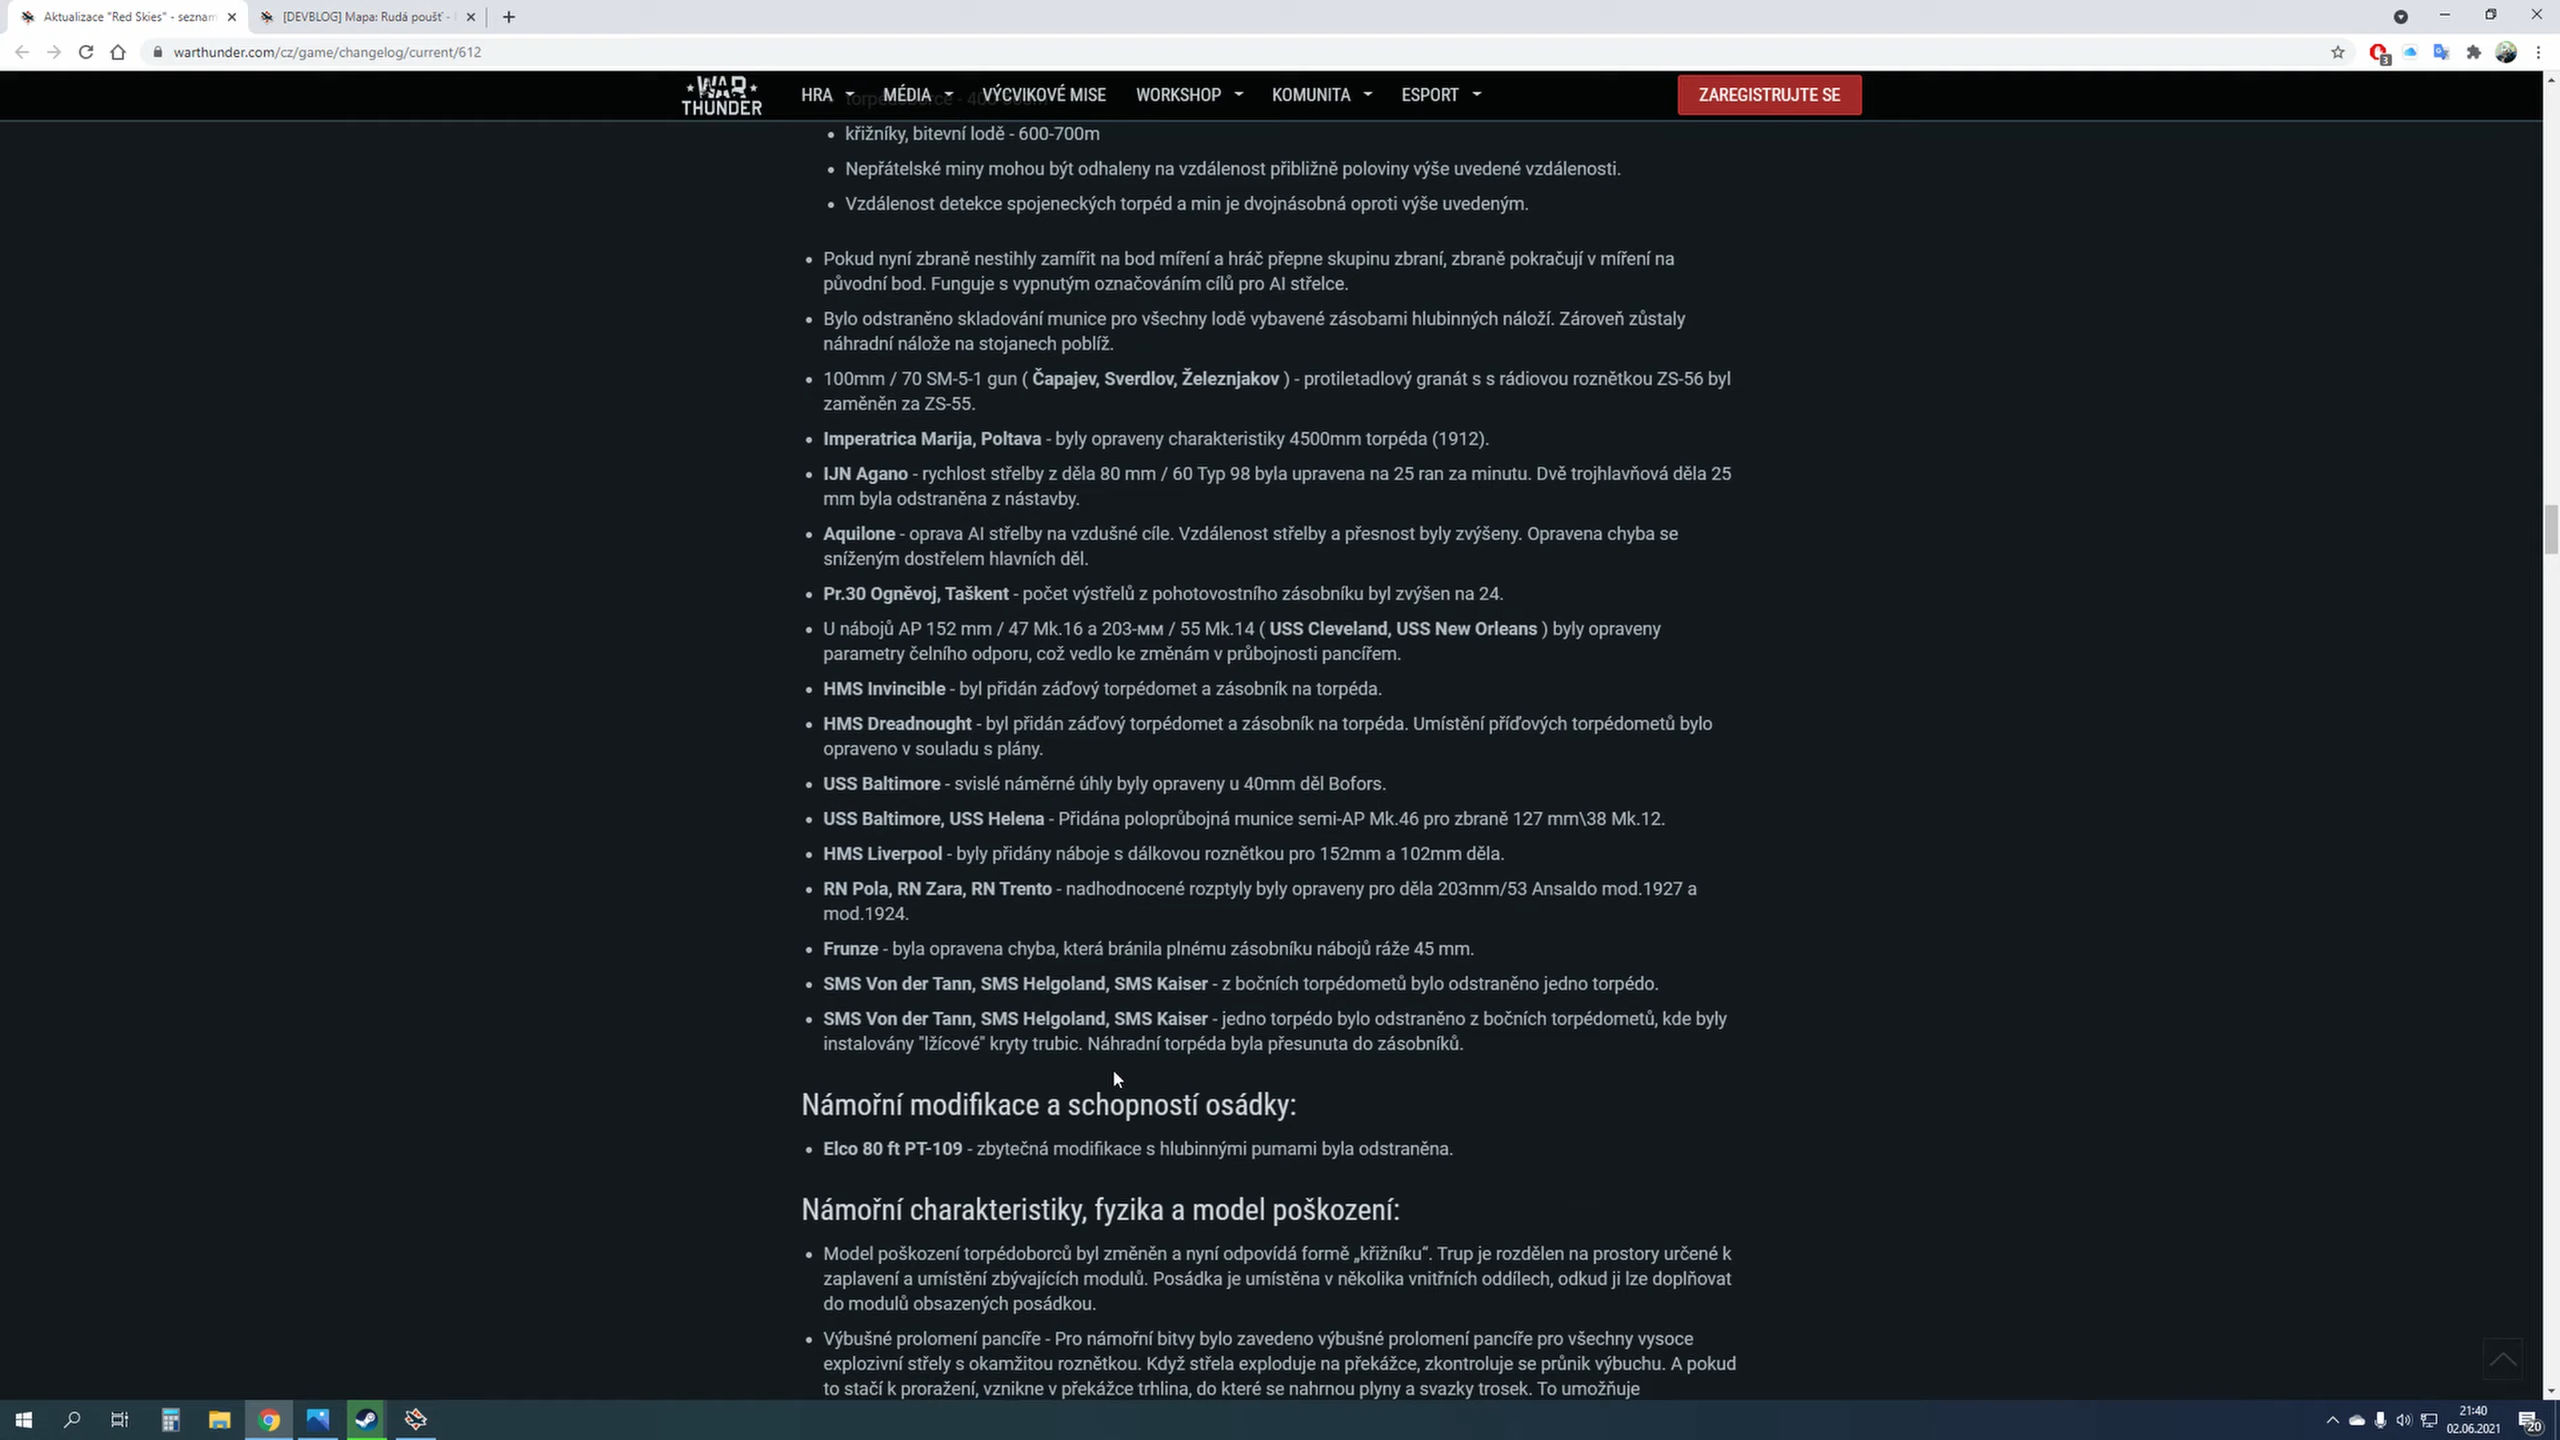 Aktualizace "Red Skies" - seznam
[DEVBLOG] Mapa: Rudá poušť -
warthunder.com/cz/game/changelog/current/612
3
WAR THUNDER
HRA
MÉDIA
VÝCVIKOVÉ MISE
WORKSHOP
KOMUNITA
ESPORT
ZAREGISTRUJTE SE
křižníky, bitevní lodě - 600-700m
Nepřátelské miny mohou být odhaleny na vzdálenost přibližně poloviny výše uvedené vzdálenosti.
Vzdálenost detekce spojeneckých torpéd a min je dvojnásobná oproti výše uvedeným.
Pokud nyní zbraně nestihly zamířit na bod míření a hráč přepne skupinu zbraní, zbraně pokračují v míření na
původní bod. Funguje s vypnutým označováním cílů pro AI střelce.
Bylo odstraněno skladování munice pro všechny lodě vybavené zásobami hlubinných náloží. Zároveň zůstaly
náhradní nálože na stojanech poblíž.
100mm / 70 SM-5-1 gun ( Čapajev, Sverdlov, Železnjakov ) - protiletadlový granát s s rádiovou roznětkou ZS-56 byl
zaměněn za ZS-55.
Imperatrica Marija, Poltava - byly opraveny charakteristiky 4500mm torpéda (1912).
IJN Agano - rychlost střelby z děla 80 mm / 60 Typ 98 byla upravena na 25 ran za minutu. Dvě trojhlavňová děla 25
mm byla odstraněna z nástavby.
Aquilone - oprava AI střelby na vzdušné cíle. Vzdálenost střelby a přesnost byly zvýšeny. Opravena chyba se
sníženým dostřelem hlavních děl.
Pr.30 Ogněvoj, Taškent - počet výstřelů z pohotovostního zásobníku byl zvýšen na 24.
U nábojů AP 152 mm / 47 Mk.16 a 203-мм / 55 Mk.14 ( USS Cleveland, USS New Orleans ) byly opraveny
parametry čelního odporu, což vedlo ke změnám v průbojnosti pancířem.
HMS Invincible - byl přidán záďový torpédomet a zásobník na torpéda.
HMS Dreadnought - byl přidán záďový torpédomet a zásobník na torpéda. Umístění příďových torpédometů bylo
opraveno v souladu s plány.
USS Baltimore - svislé náměrné úhly byly opraveny u 40mm děl Bofors.
USS Baltimore, USS Helena - Přidána poloprůbojná munice semi-AP Mk.46 pro zbraně 127 mm\38 Mk.12.
HMS Liverpool - byly přidány náboje s dálkovou roznětkou pro 152mm a 102mm děla.
RN Pola, RN Zara, RN Trento - nadhodnocené rozptyly byly opraveny pro děla 203mm/53 Ansaldo mod.1927 a
mod.1924.
Frunze - byla opravena chyba, která bránila plnému zásobníku nábojů ráže 45 mm.
SMS Von der Tann, SMS Helgoland, SMS Kaiser - z bočních torpédometů bylo odstraněno jedno torpédo.
SMS Von der Tann, SMS Helgoland, SMS Kaiser - jedno torpédo bylo odstraněno z bočních torpédometů, kde byly
instalovány "lžícové" kryty trubic. Náhradní torpéda byla přesunuta do zásobníků.
Námořní modifikace a schopností osádky:
Elco 80 ft PT-109 - zbytečná modifikace s hlubinnými pumami byla odstraněna.
Námořní charakteristiky, fyzika a model poškození:
Model poškození torpédoborců byl změněn a nyní odpovídá formě „křižníku“. Trup je rozdělen na prostory určené k
zaplavení a umístění zbývajících modulů. Posádka je umístěna v několika vnitřních oddílech, odkud ji lze doplňovat
do modulů obsazených posádkou.
Výbušné prolomení pancíře - Pro námořní bitvy bylo zavedeno výbušné prolomení pancíře pro všechny vysoce
explozivní střely s okamžitou roznětkou. Když střela exploduje na překážce, zkontroluje se průnik výbuchu. A pokud
to stačí k proražení, vznikne v překážce trhlina, do které se nahrnou plyny a svazky trosek. To umožňuje
21:40
02.06.2021
20